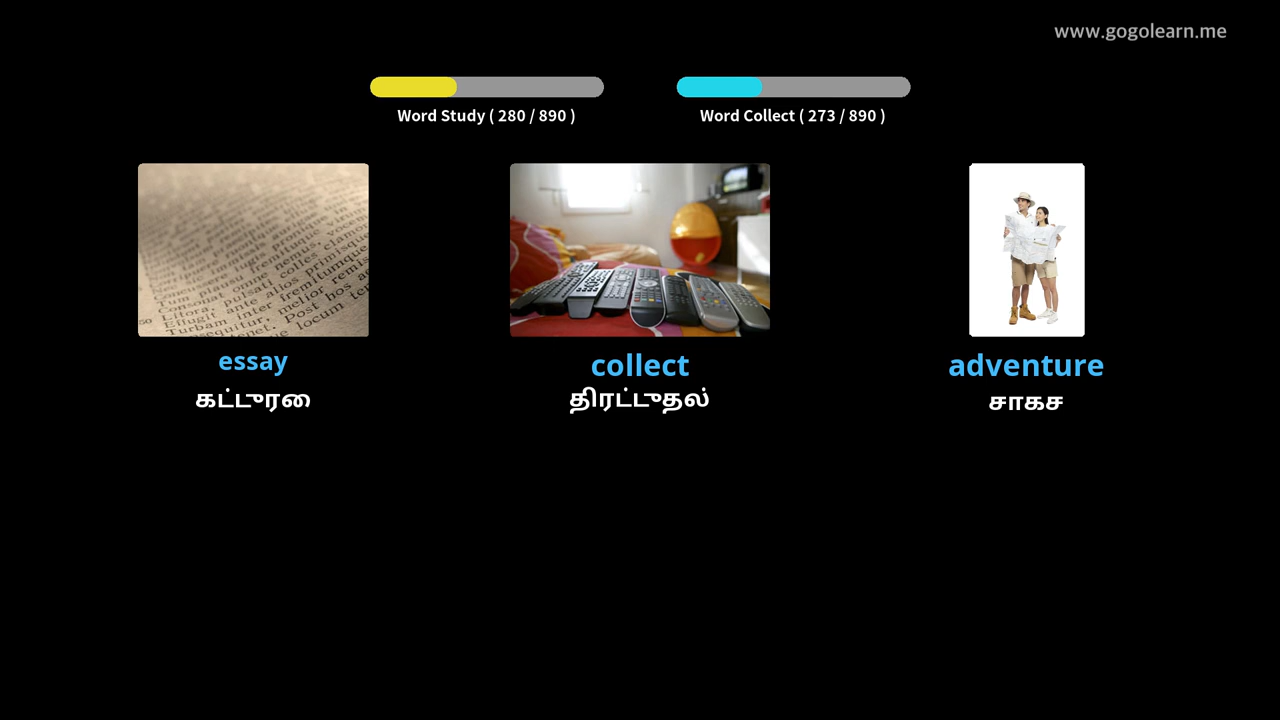 www.gogolearn.me
Word Study ( 280 / 890 )
Word Collect ( 273 / 890 )
essay
collect
adventure
கட்டுரை
திரட்டுதல்
சாகச